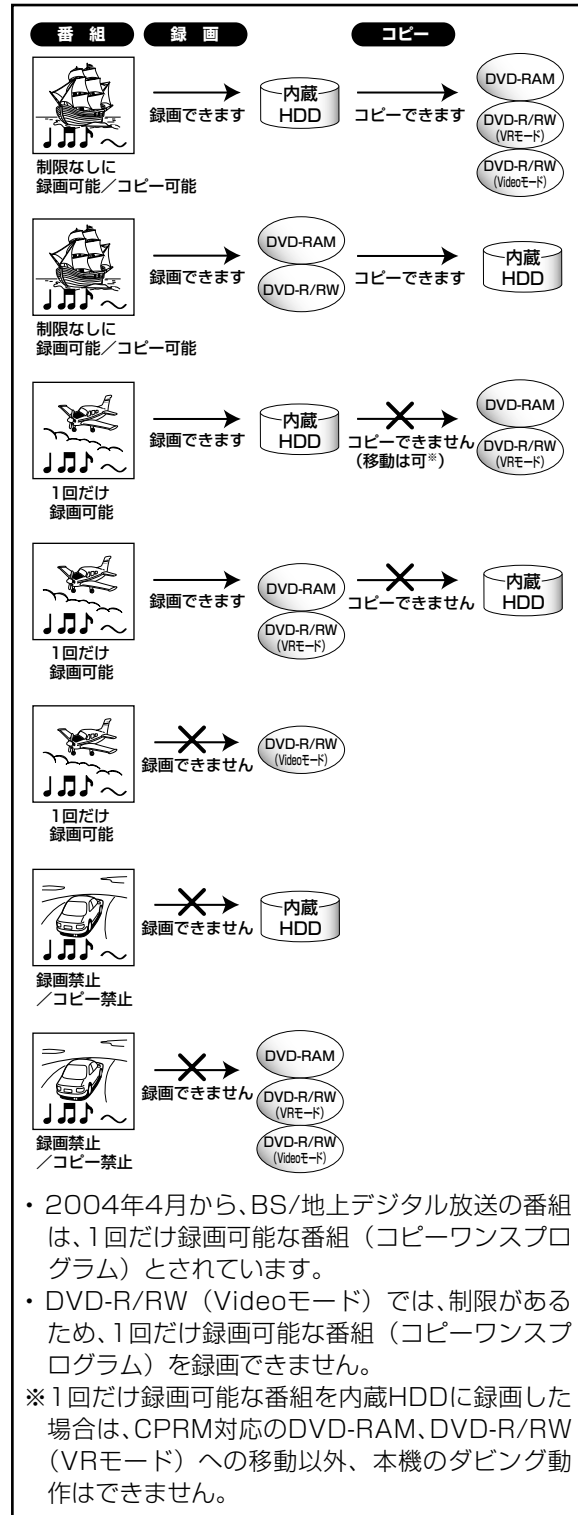 番 組 録 画 コピー
録画できます
内蔵
HDD
コピーできます
DVD-RAM
DVD-R/RW
(VRモード)
DVD-R/RW
(Videoモード)
制限なしに
録画可能／コピー可能
録画できます
DVD-RAM
DVD-R/RW
コピーできます
内蔵
HDD
制限なしに
録画可能／コピー可能
録画できます
内蔵
HDD
コピーできません
（移動は可※）
DVD-RAM
DVD-R/RW
(VRモード)
1回だけ
録画可能
録画できます
DVD-RAM
DVD-R/RW
(VRモード)
コピーできません
内蔵
HDD
1回だけ
録画可能
録画できません
DVD-R/RW
(Videoモード)
1回だけ
録画可能
録画できません
内蔵
HDD
録画禁止
／コピー禁止
録画できません
DVD-RAM
DVD-R/RW
(VRモード)
DVD-R/RW
(Videoモード)
録画禁止
／コピー禁止
・2004年4月から、BS/地上デジタル放送の番組
は、1回だけ録画可能な番組（コピーワンスプロ
グラム）とされています。
・DVD-R/RW（Videoモード）では、制限がある
ため、1回だけ録画可能な番組（コピーワンスプ
ログラム）を録画できません。
※1回だけ録画可能な番組を内蔵HDDに録画した
場合は、CPRM対応のDVD-RAM、DVD-R/RW
（VRモード）への移動以外、本機のダビング動
作はできません。